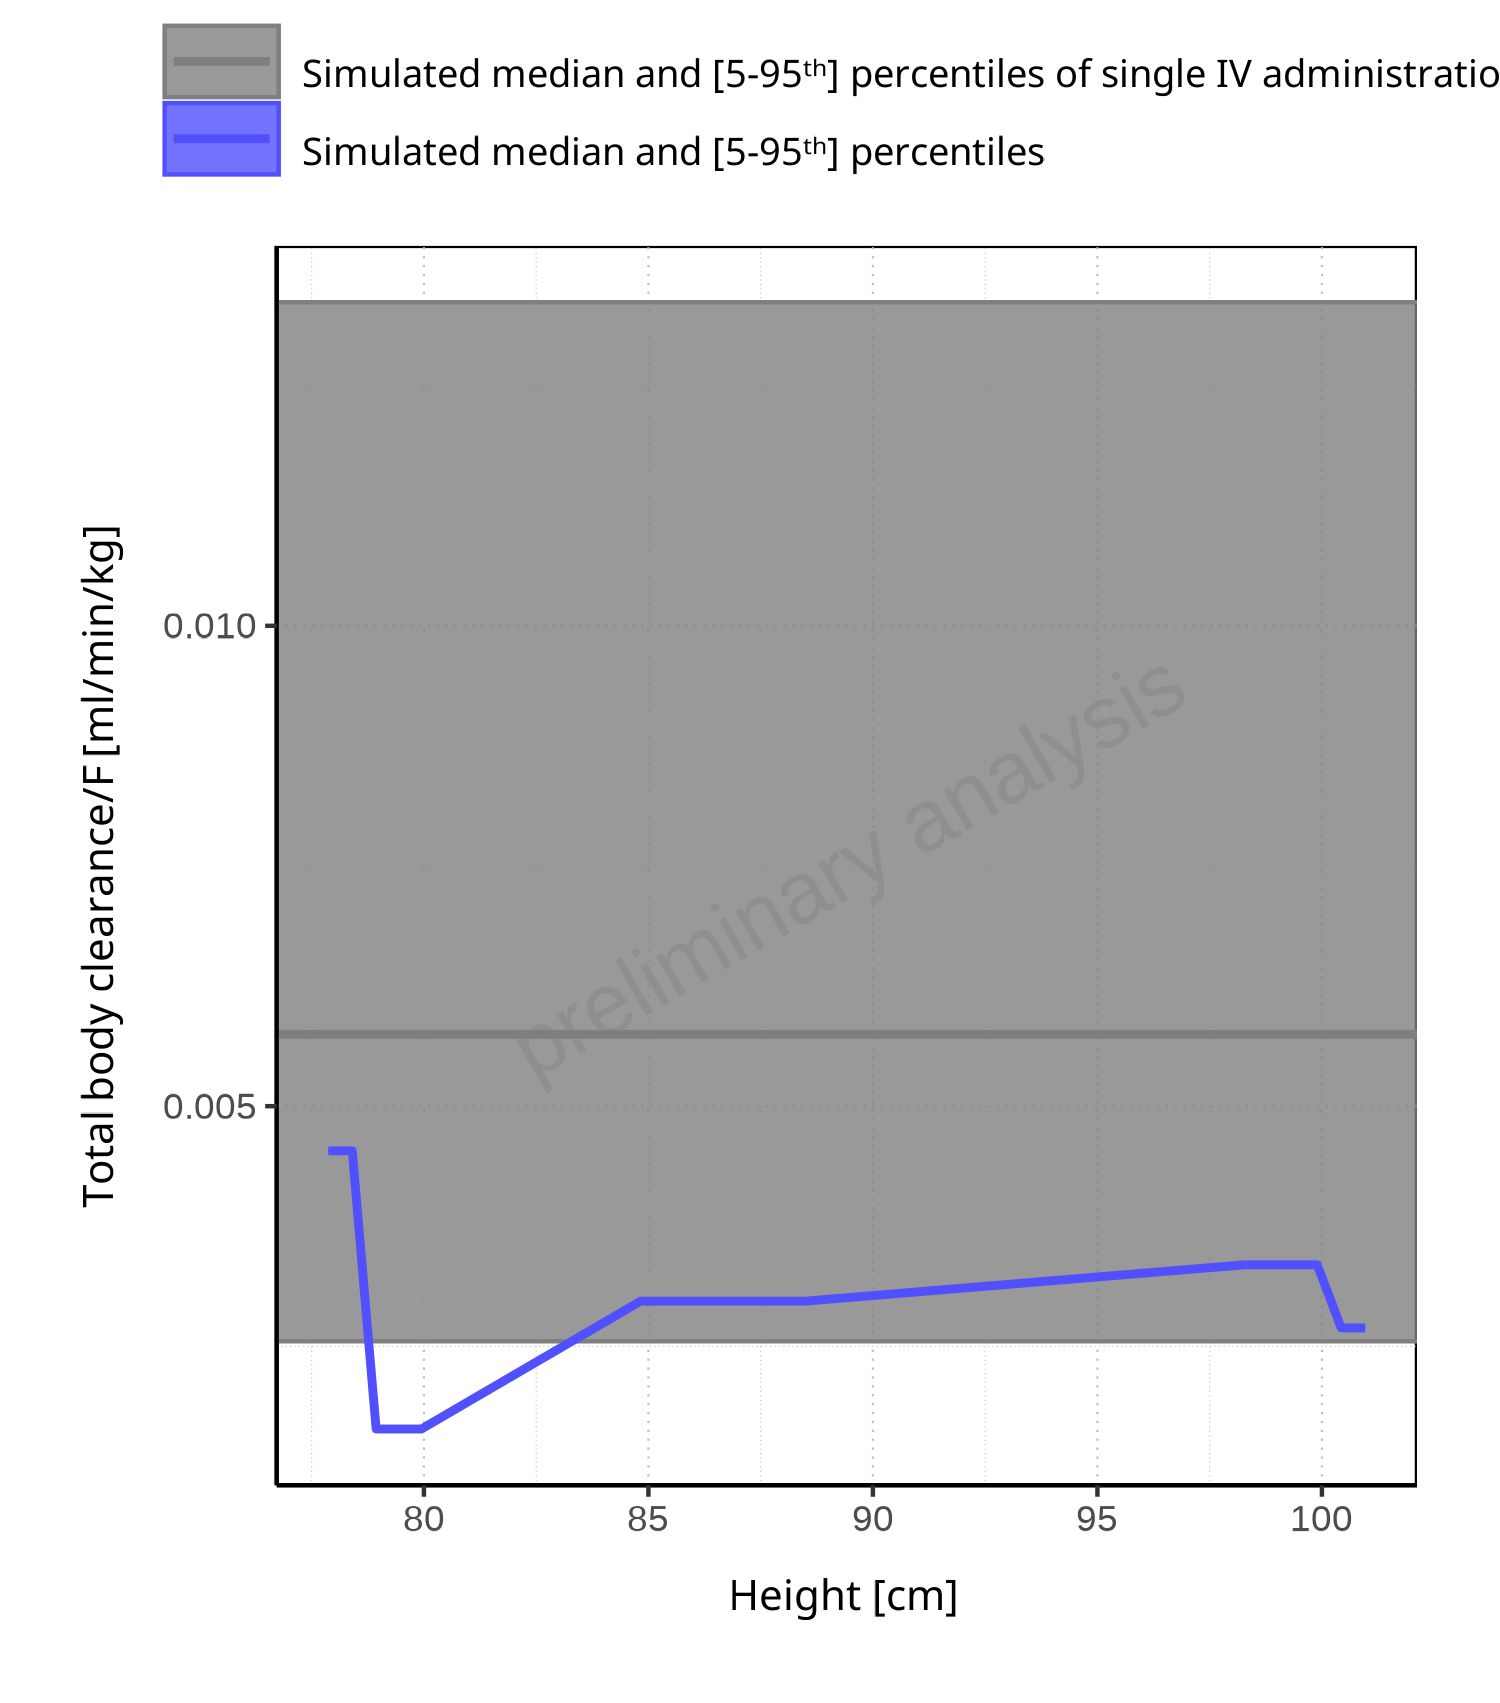 Simulated median and [5-95ᵗʰ] percentiles of single IV administratio
Simulated median and [5-95ᵗʰ] percentiles
Total body clearance/F [ml/min/kg]
0.010
0.005
preliminary analysis
80 85 90 95 100
Height [cm]